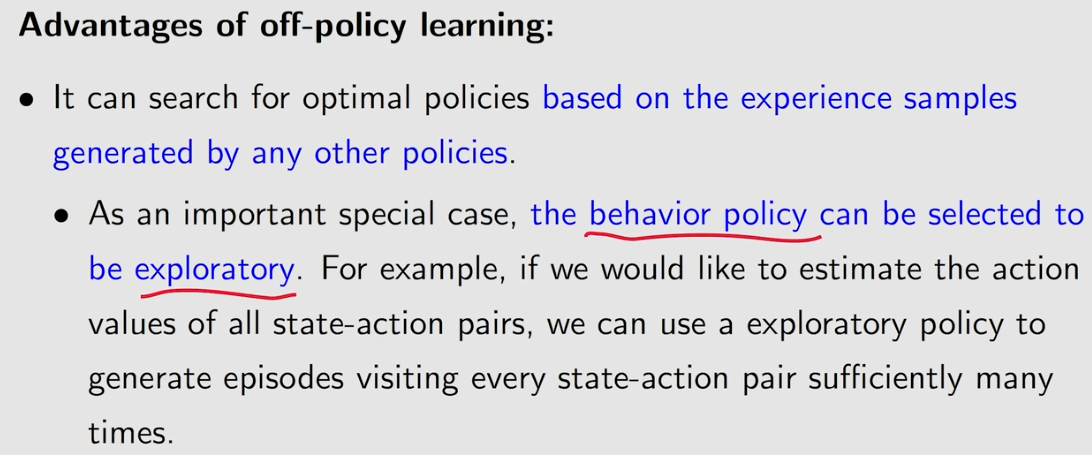 Advantages of off-policy learning:
• It can search for optimal policies based on the experience samples
generated by any other policies.
• As an important special case, the behavior policy can be selected to
be exploratory. For example, if we would like to estimate the action
values of all state-action pairs, we can use a exploratory policy to
generate episodes visiting every state-action pair sufficiently many
times.